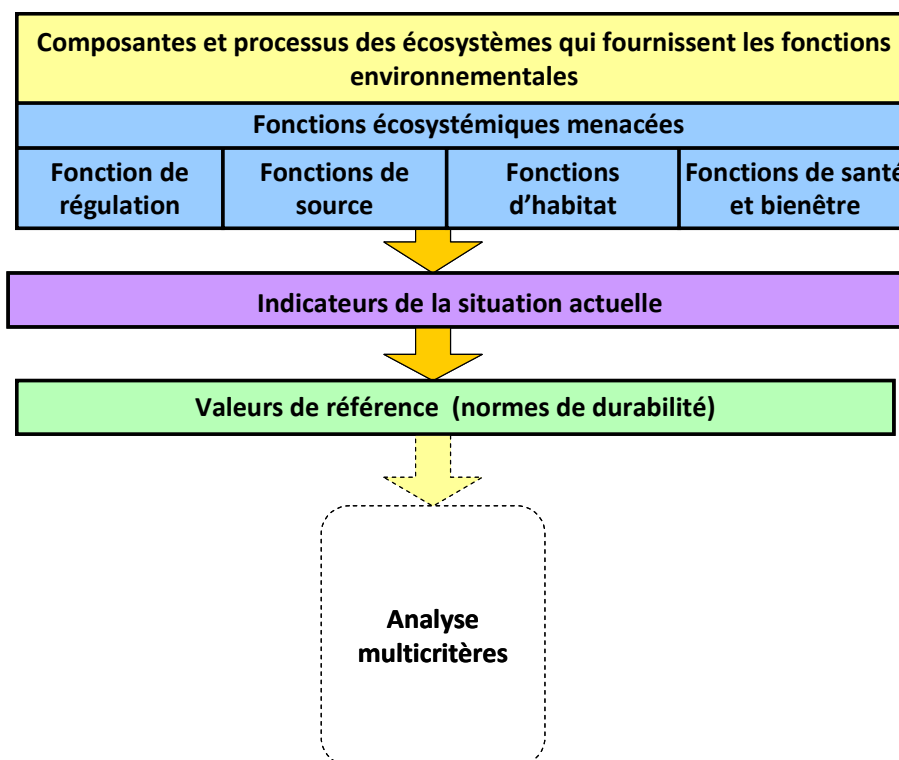 Composantes et processus des écosystèmes qui fournissent les fonctions
environnementales
Fonctions écosystémiques menacées
Fonction de
régulation
Fonctions de
source
Fonctions
d'habitat
Fonctions de santé
et bienêtre
Indicateurs de la situation actuelle
Valeurs de référence (normes de durabilité)
Analyse
multicritères